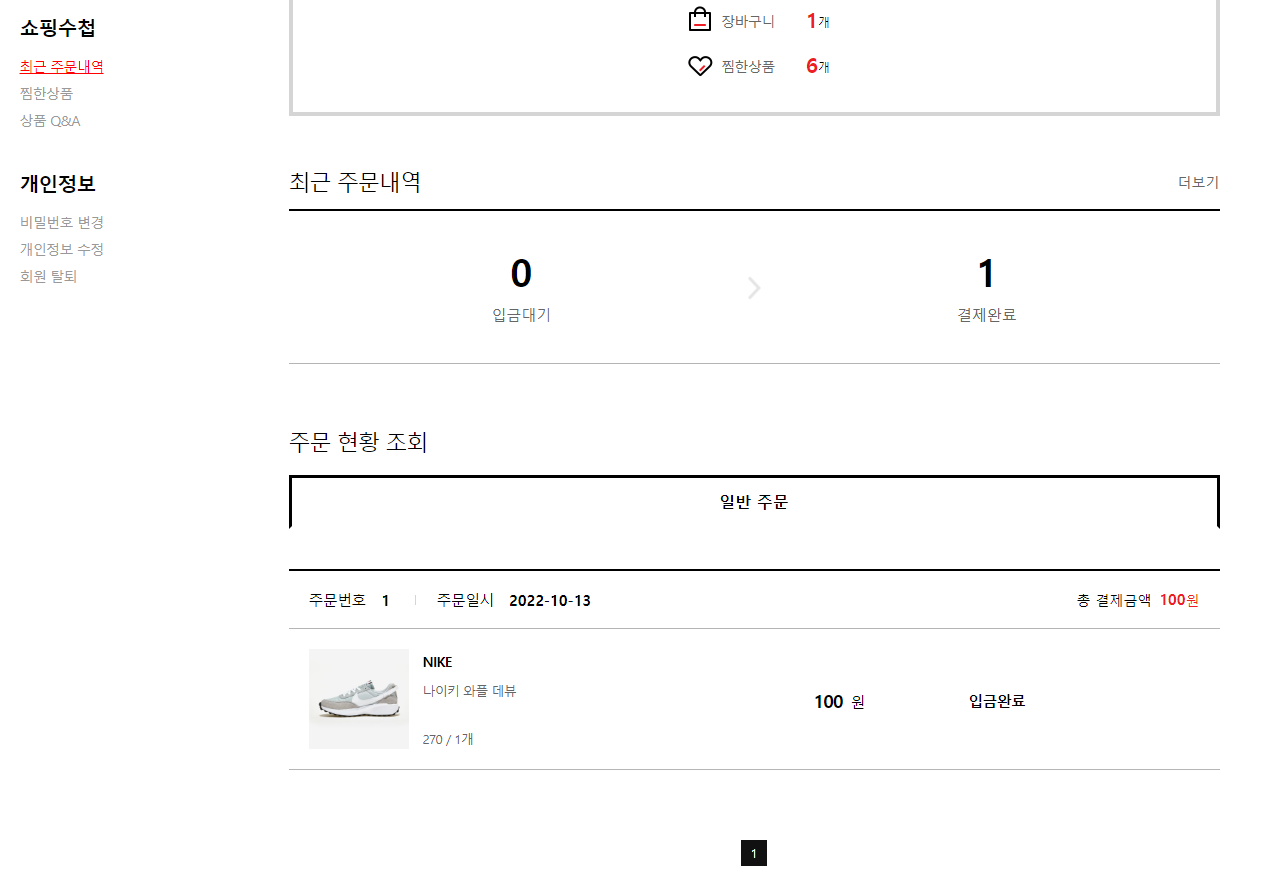 쇼핑수첩
최근 주문내역
찜한상품
상품 Q&A
개인정보
비밀번호 변경
개인정보 수정
회원 탈퇴
장바구니 1개
찜한상품 6개
최근 주문내역 더보기
0 1
입금대기 결제완료
주문 현황 조회
일반 주문
주문번호 1 주문일시 2022-10-13 총 결제금액 100원
NIKE
나이키 와플 데뷰
100 원 입금완료
270 / 1개
1